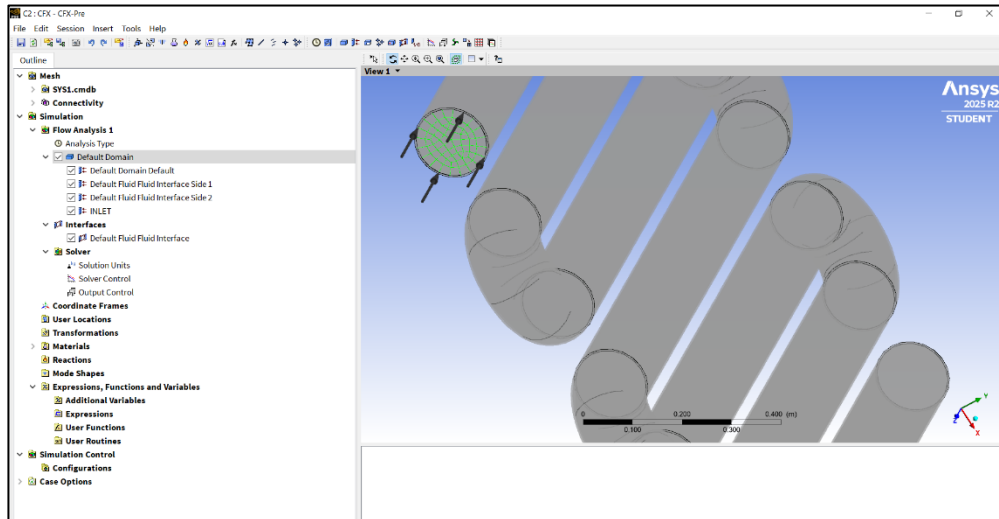 C2 : CFX - CFX-Pre
File Edit Session Insert Tools Help
Outline
Mesh
SYS1.cmdb
Connectivity
Simulation
Flow Analysis 1
Analysis Type
Default Domain
Default Domain Default
Default Fluid Fluid Interface Side 1
Default Fluid Fluid Interface Side 2
INLET
Interfaces
Default Fluid Fluid Interface
Solver
Solution Units
Solver Control
Output Control
Coordinate Frames
User Locations
Transformations
Materials
Reactions
Mode Shapes
Expressions, Functions and Variables
Additional Variables
Expressions
User Functions
User Routines
Simulation Control
Configurations
Case Options
View 1
Ansys
2025 R2
STUDENT
0 0.200 0.400 (m)
0.100 0.300
Y
Z
X